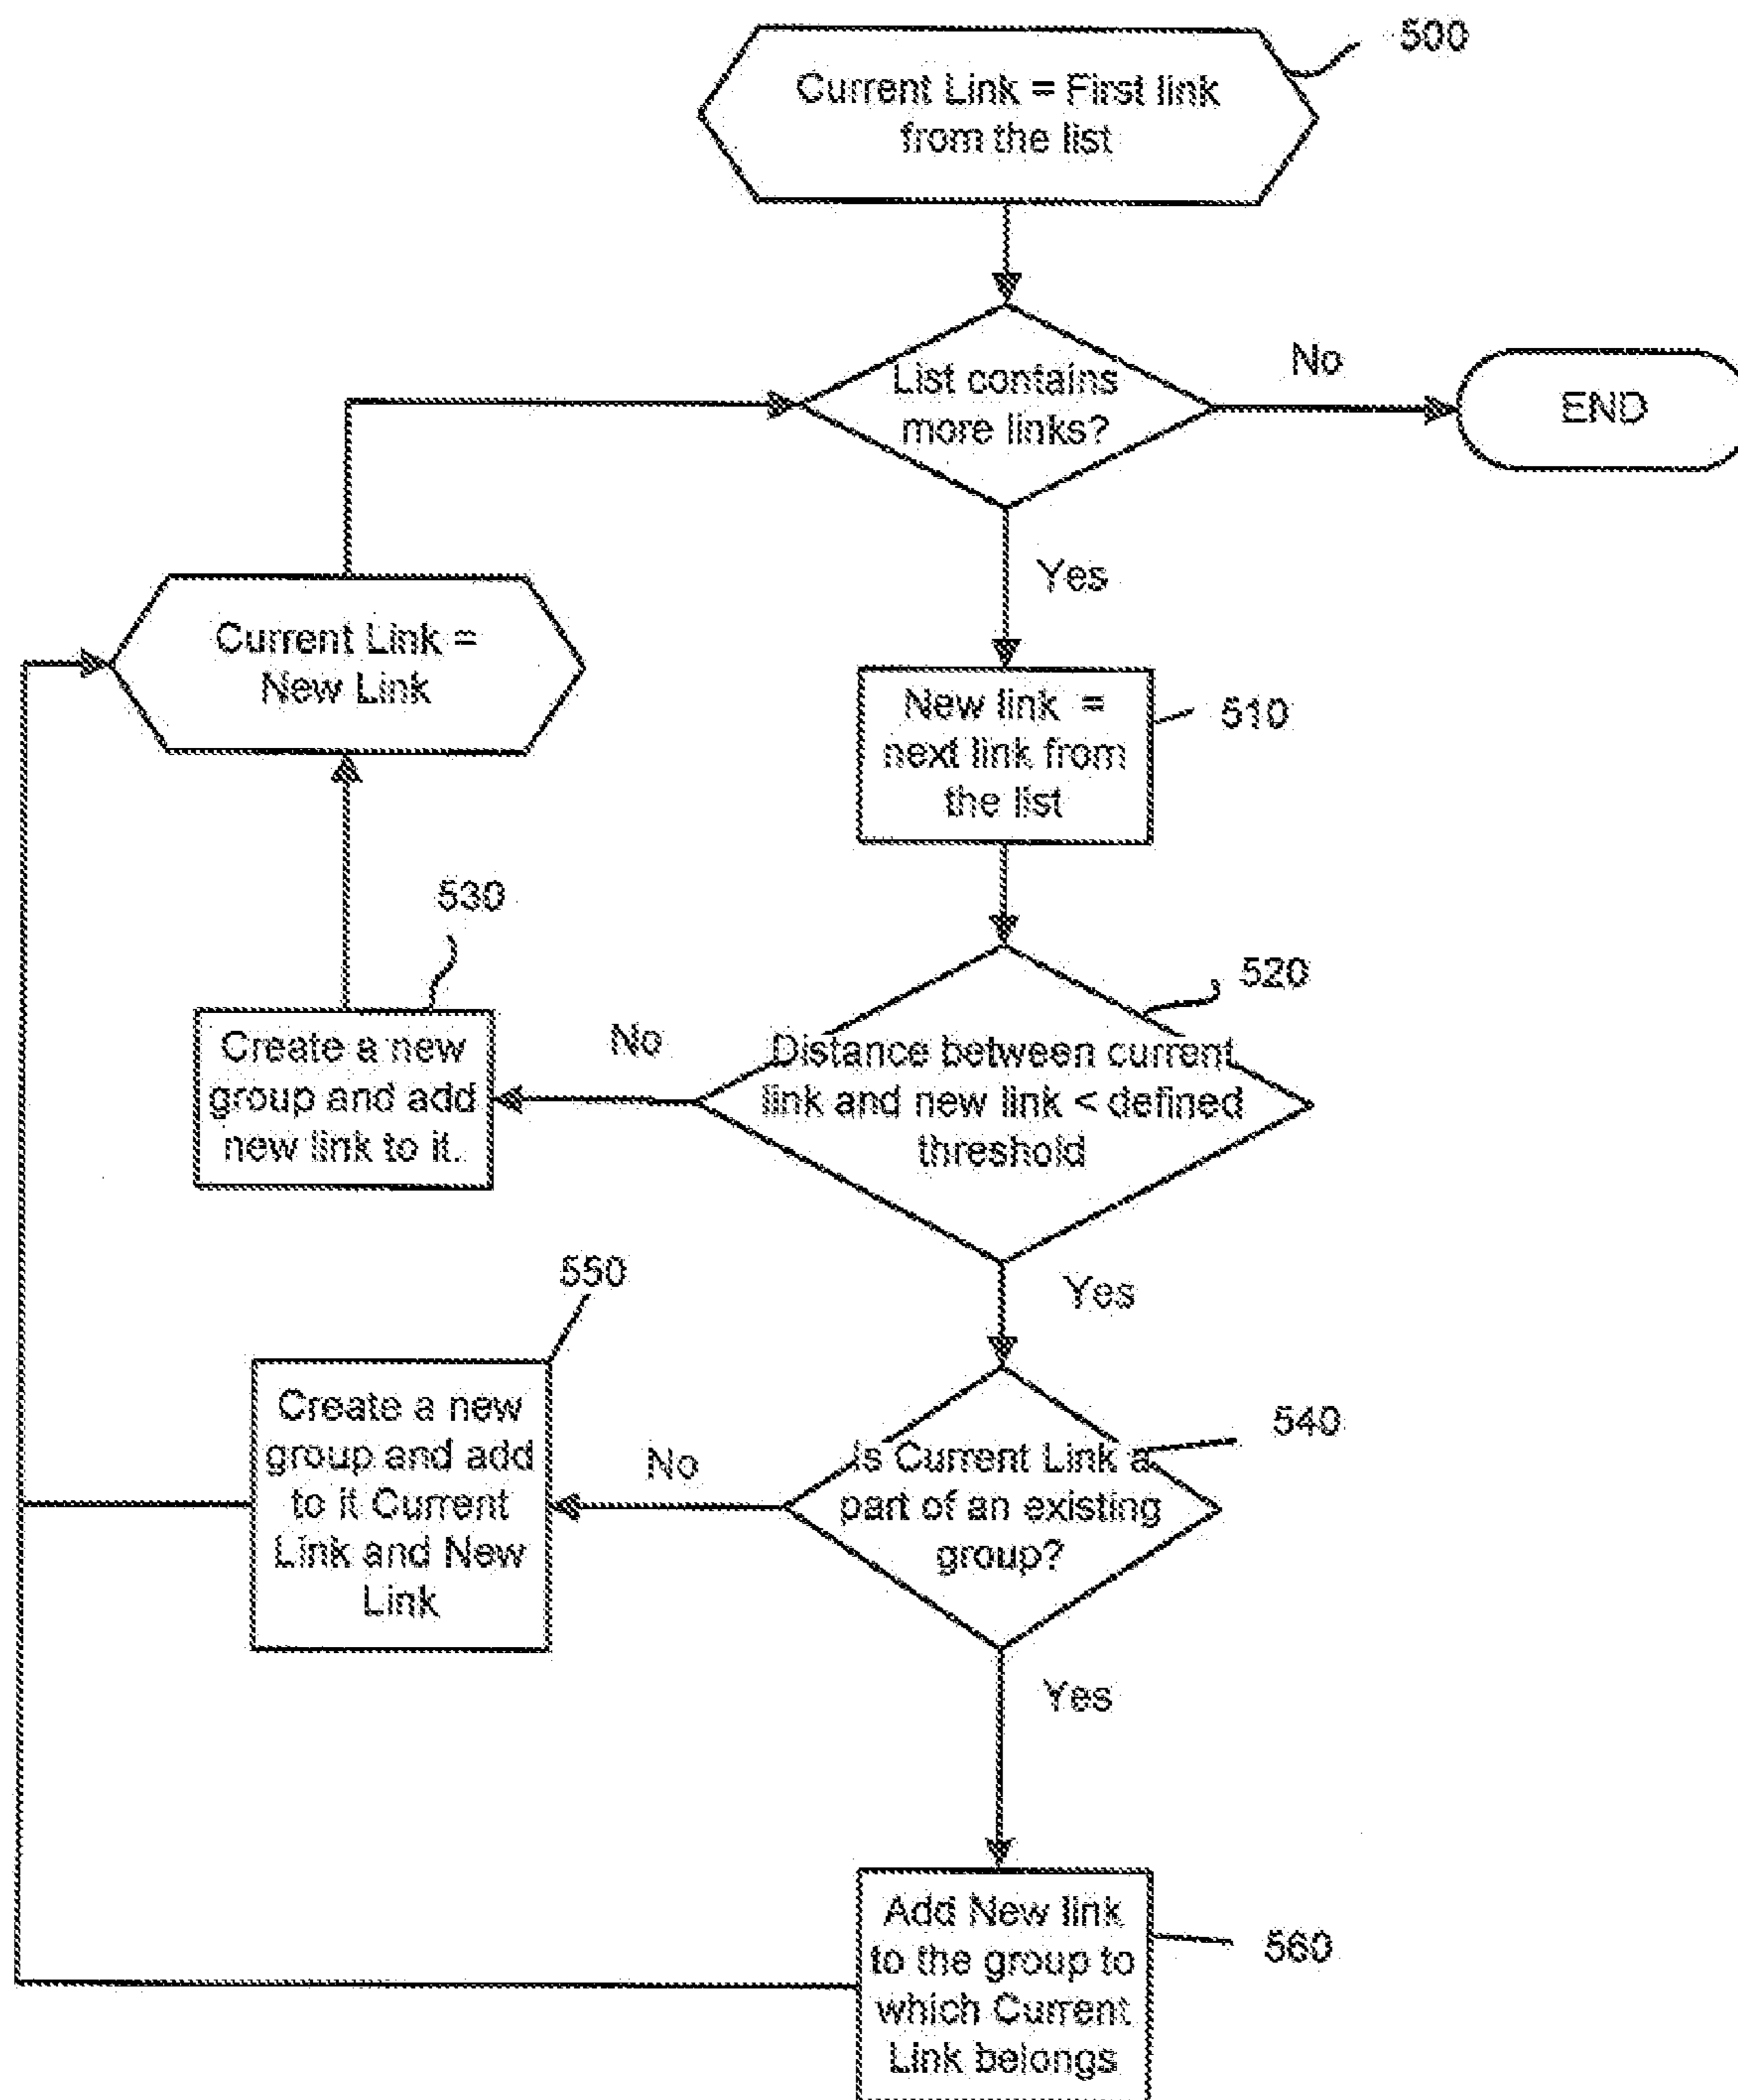 500
Current Link = First link
from the list
List contains
more links?
No
END
Yes
Current Link =
New Link
New link =
next link from
the list
510
530
520
Create a new
group and add
new link to it.
No
Distance between current
link and new link < defined
threshold
Yes
550
Create a new
group and add
to it Current
Link and New
Link
No
540
Is Current Link a
part of an existing
group?
Yes
Add New link
to the group to
which Current
Link belongs
560